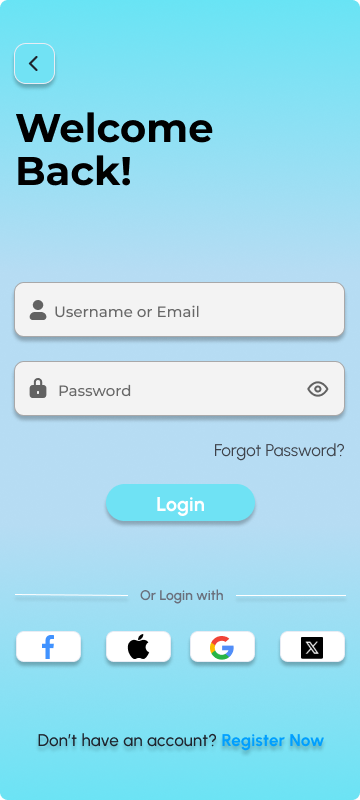 Welcome
Back!
Username or Email
Password
Forgot Password?
Login
Or Login with
Don't have an account? Register Now